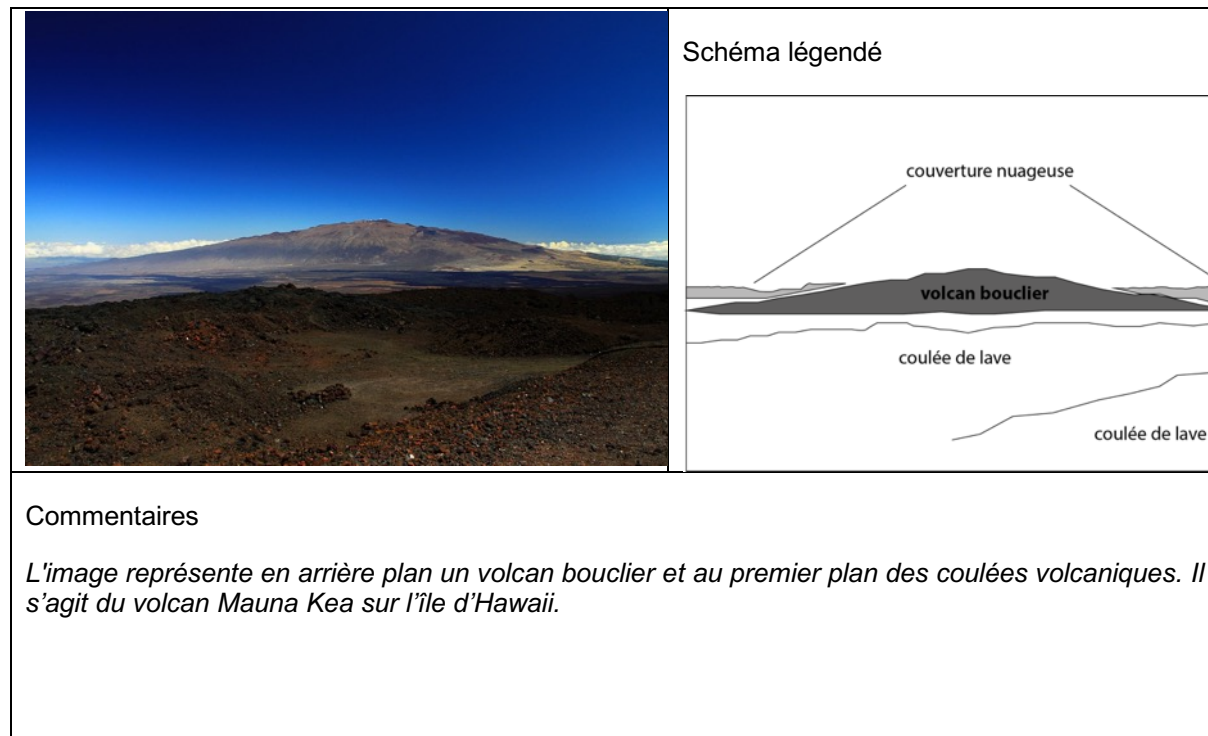 Schéma légendé
couverture nuageuse
volcan bouclier
coulée de lave
coulée de lave
Commentaires
L'image représente en arrière plan un volcan bouclier et au premier plan des coulées volcaniques. Il
s’agit du volcan Mauna Kea sur l’île d’Hawaii.